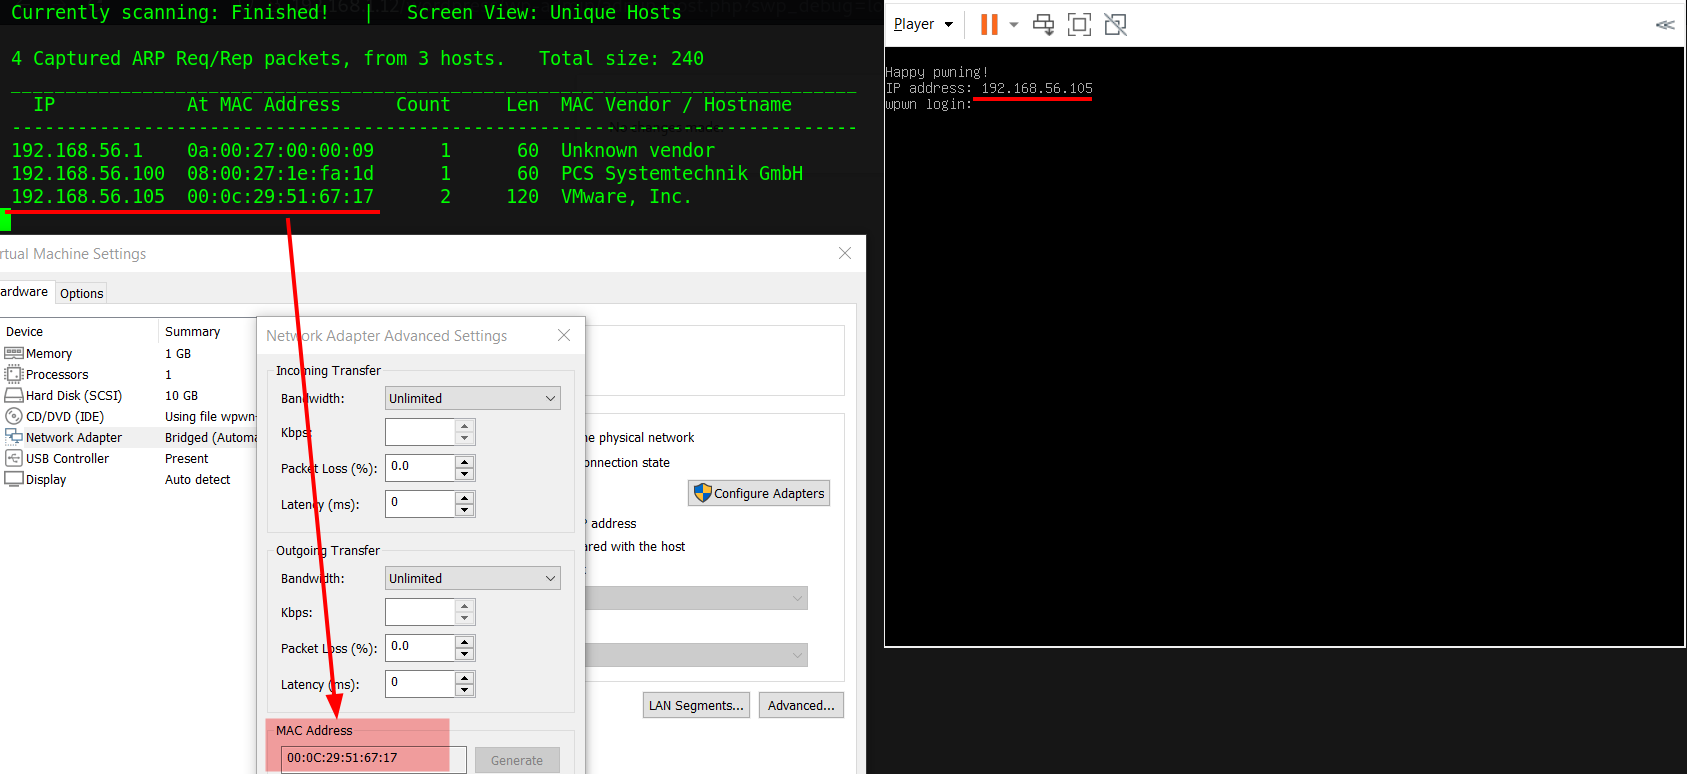 Currently scanning: Finished!   |   Screen View: Unique Hosts
4 Captured ARP Req/Rep packets, from 3 hosts.   Total size: 240
IP            At MAC Address     Count     Len  MAC Vendor / Hostname
192.168.56.1    0a:00:27:00:00:09      1      60  Unknown vendor
192.168.56.100  08:00:27:1e:fa:1d      1      60  PCS Systemtechnik GmbH
192.168.56.105  00:0c:29:51:67:17      2     120  VMware, Inc.
Player
Happy pwning!
IP address: 192.168.56.105
wpwn login:
rtual Machine Settings
ardware Options
Device Summary
Memory 1 GB
Processors 1
Hard Disk (SCSI) 10 GB
CD/DVD (IDE) Using file wpwn-
Network Adapter Bridged (Automa
USB Controller Present
Display Auto detect
Network Adapter Advanced Settings
Incoming Transfer
Bandwidth: Unlimited
Kbps:
Packet Loss (%): 0.0
Latency (ms): 0
Outgoing Transfer
Bandwidth: Unlimited
Kbps:
Packet Loss (%): 0.0
Latency (ms): 0
MAC Address
00:0C:29:51:67:17
Generate
he physical network
onnection state
Configure Adapters
P address
ared with the host
LAN Segments... Advanced...